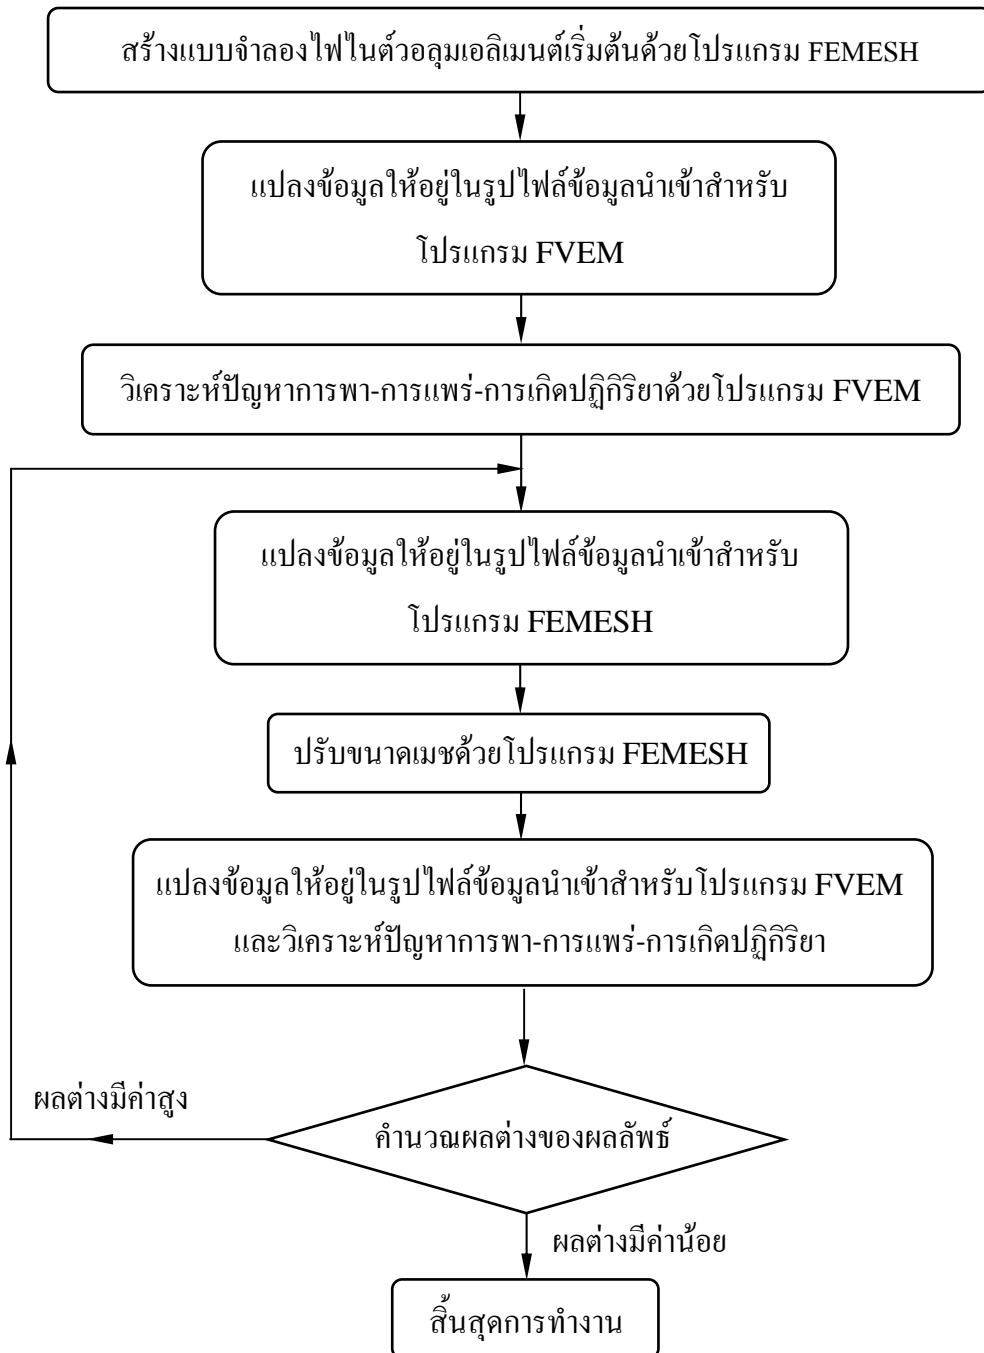 สร้างแบบจำลองไฟไนต์วอลุมเอลิเมนต์เริ่มต้นด้วยโปรแกรม FEMESH
แปลงข้อมูลให้อยู่ในรูปไฟล์ข้อมูลนำเข้าสำหรับ
โปรแกรม FVEM
วิเคราะห์ปัญหาการพา-การแพร่-การเกิดปฏิกิริยาด้วยโปรแกรม FVEM
แปลงข้อมูลให้อยู่ในรูปไฟล์ข้อมูลนำเข้าสำหรับ
โปรแกรม FEMESH
ปรับขนาดเมชด้วยโปรแกรม FEMESH
แปลงข้อมูลให้อยู่ในรูปไฟล์ข้อมูลนำเข้าสำหรับโปรแกรม FVEM
และวิเคราะห์ปัญหาการพา-การแพร่-การเกิดปฏิกิริยา
ผลต่างมีค่าสูง
คำนวณผลต่างของผลลัพธ์
ผลต่างมีค่าน้อย
สิ้นสุดการทำงาน